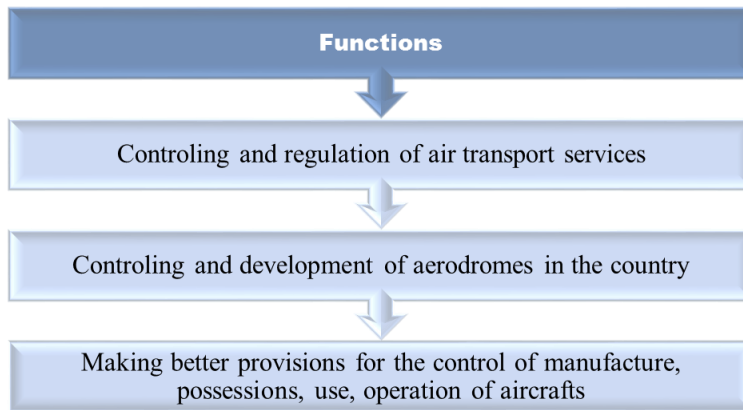 Functions
Controling and regulation of air transport services
Controling and development of aerodromes in the country
Making better provisions for the control of manufacture,
possessions, use, operation of aircrafts